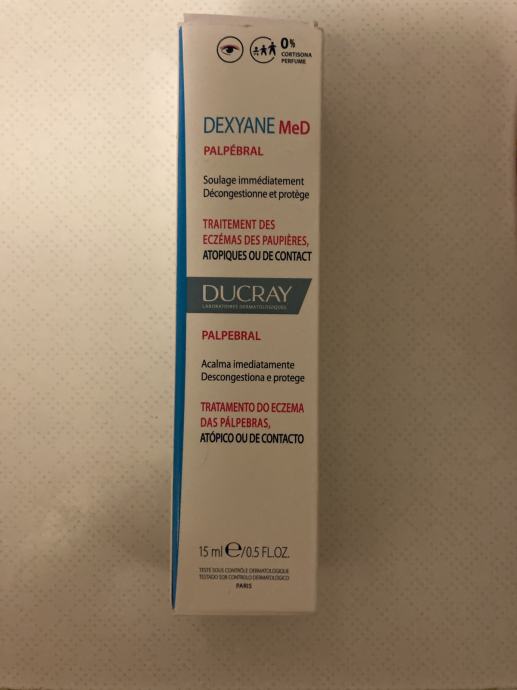 0%
CORTISONA
PERFUME
DEXYANE MeD
PALPÉBRAL
Soulage immédiatement
Décongestionne et protège
TRAITEMENT DES
ECZÉMAS DES PAUPIÈRES,
ATOPIQUES OU DE CONTACT
DUCRAY
LABORATOIRES DERMATOLOGIQUES
PALPEBRAL
Acalma imediatamente
Descongestiona e protege
TRATAMENTO DO ECZEMA
DAS PÁLPEBRAS,
ATÓPICO OU DE CONTACTO
15 ml ℮/0.5 FL.OZ.
TESTÉ SOUS CONTRÔLE DERMATOLOGIQUE
TESTADO SOB CONTROLO DERMATOLÓGICO
PARIS